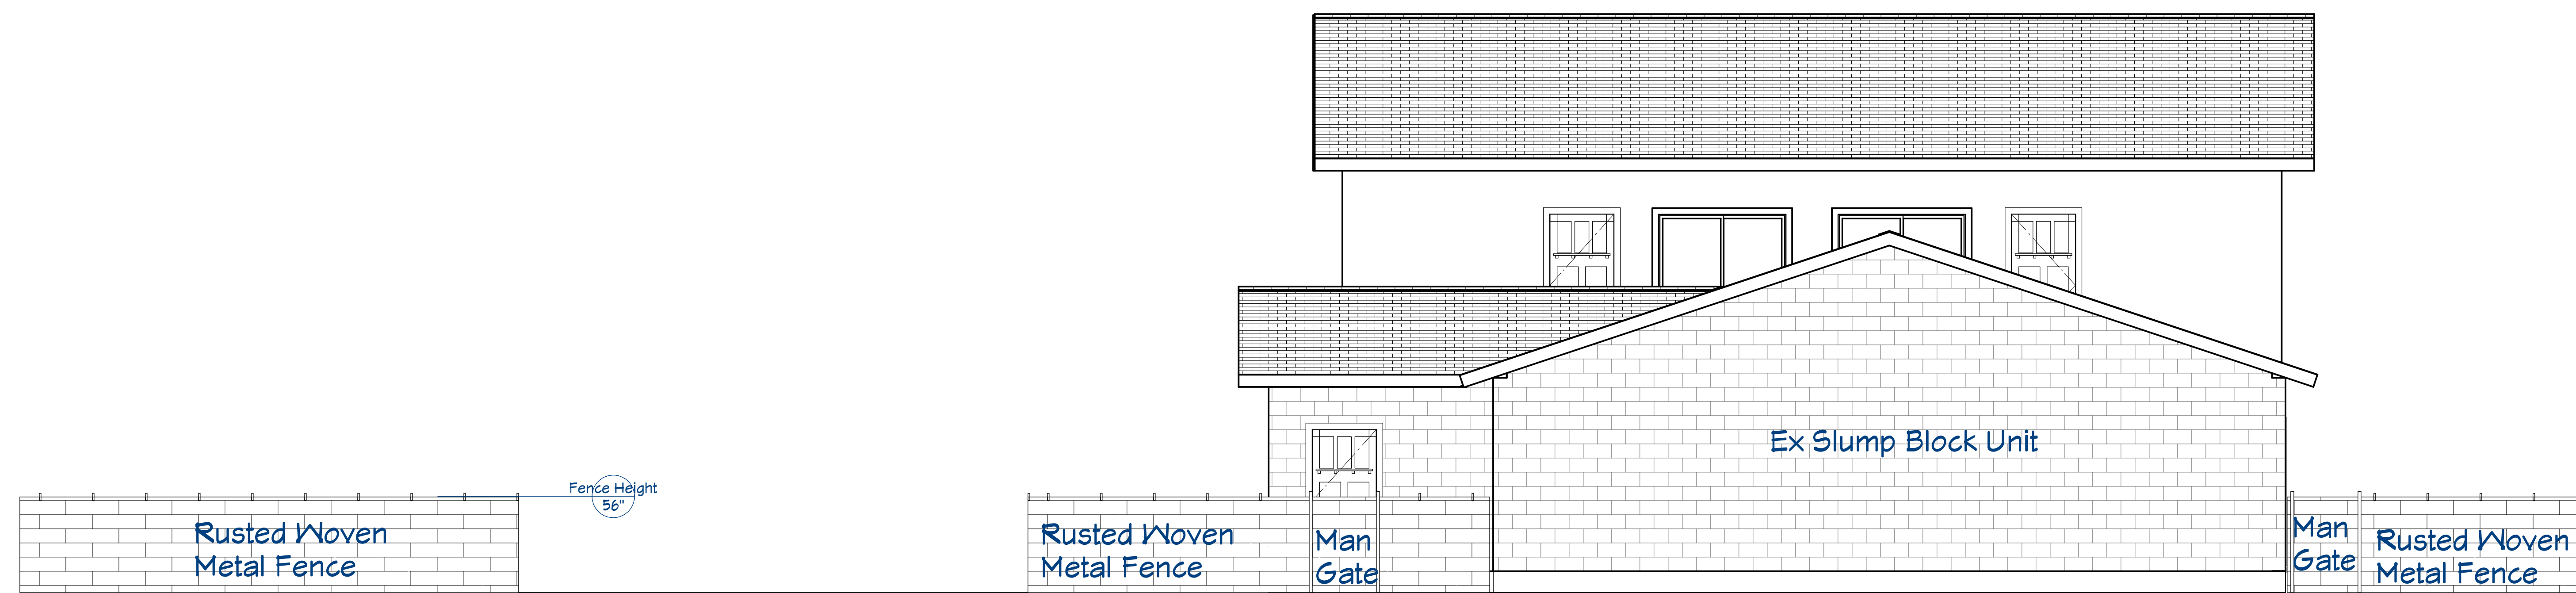 Ex Slump Block Unit
Fence Height
56"
Rusted Woven
Metal Fence
Rusted Woven
Metal Fence
Man
Gate
Man
Gate
Rusted Woven
Metal Fence